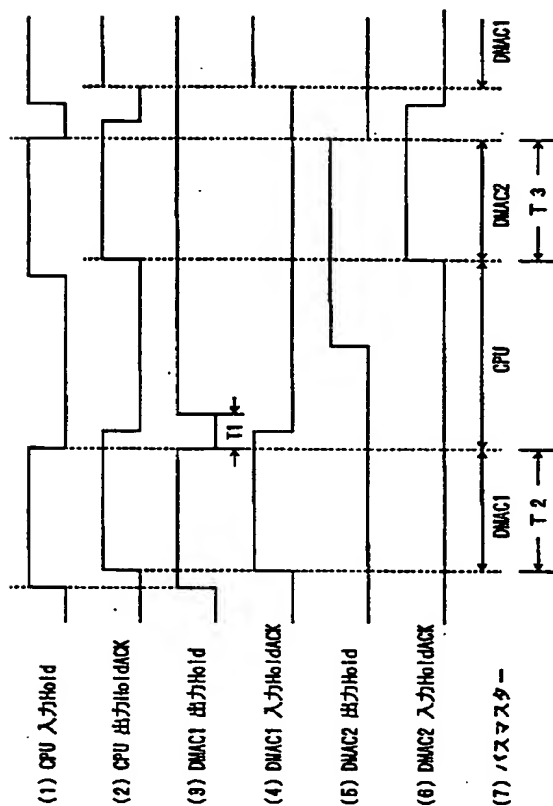 (1) CPU 入力Hold
(2) CPU 出力HoldACK
(3) DMAC1 出力Hold
(4) DMAC1 入力HoldACK
(5) DMAC2 出力Hold
(6) DMAC2 入力HoldACK
(7) バスマスター
T1
DMAC1
CPU
DMAC2
DMAC1
T2
T3